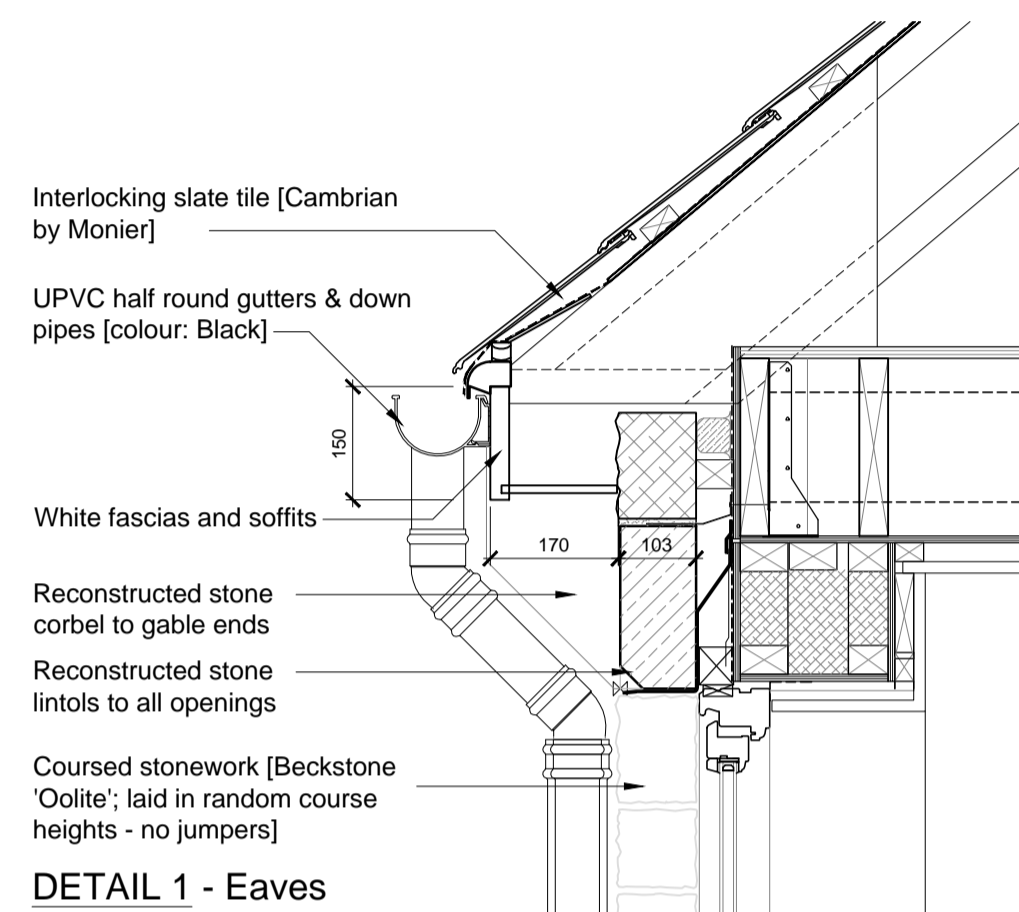 Interlocking slate tile [Cambrian
by Monier]
UPVC half round gutters & down
pipes [colour: Black]
150
White fascias and soffits
170
103
Reconstructed stone
corbel to gable ends
Reconstructed stone
lintols to all openings
Coursed stonework [Beckstone
'Oolite'; laid in random course
heights - no jumpers]
DETAIL 1 - Eaves